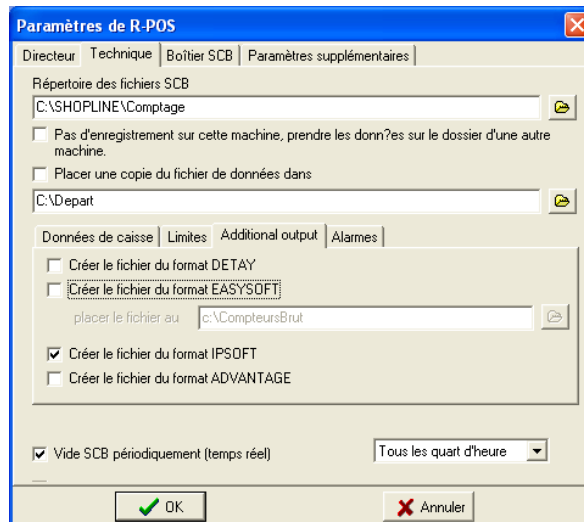 Paramètres de R-POS
Directeur Technique Boîtier SCB Paramètres supplémentaires
Répertoire des fichiers SCB
C:\SHOPLINE\Comptage
Pas d'enregistrement sur cette machine, prendre les donn?es sur le dossier d'une autre
machine.
Placer une copie du fichier de données dans
C:\Depart
Données de caisse Limites Additional output Alarmes
Créer le fichier du format DETAY
Créer le fichier du format EASYSOFT
placer le fichier au c:\CompteursBrut
Créer le fichier du format IPSOFT
Créer le fichier du format ADVANTAGE
Vide SCB périodiquement (temps réel) Tous les quart d'heure
OK Annuler